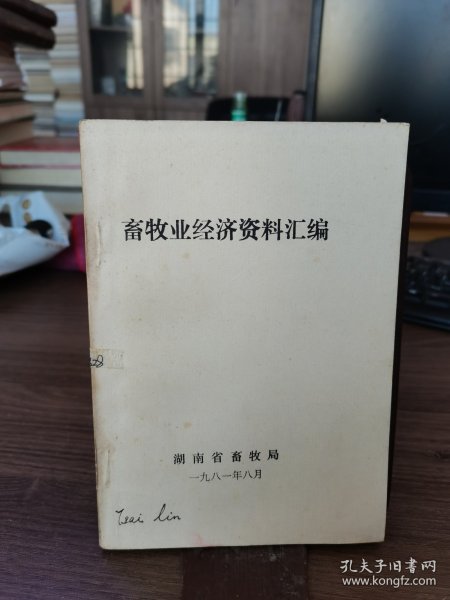 畜牧业经济资料汇编
湖南省畜牧局
一九八一年八月
lin
孔夫子旧书网
www.kongfz.com